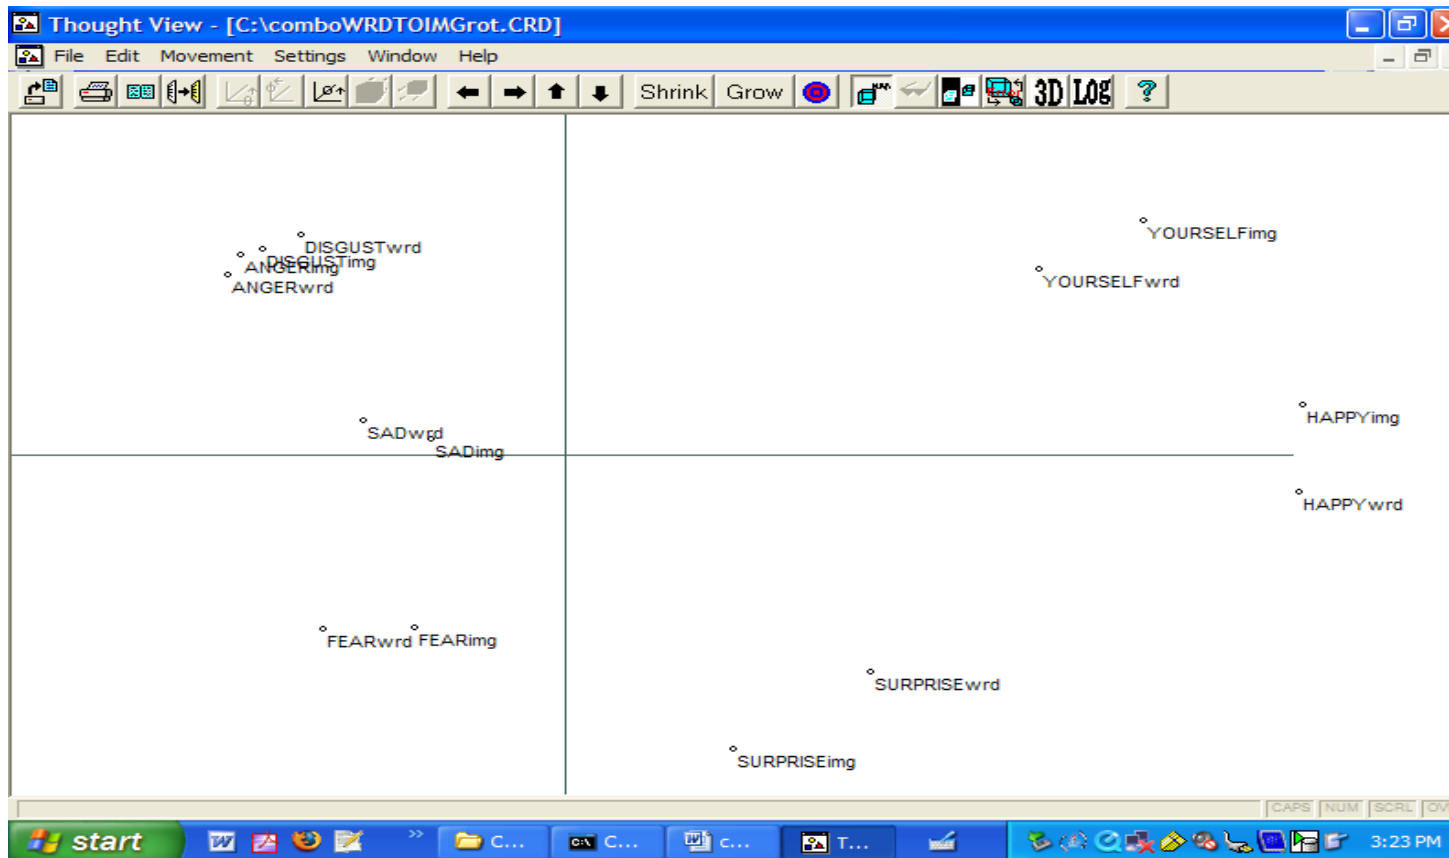 Thought View - [C:\comboWRDTOIMGrot.CRD]
File Edit Movement Settings Window Help
Shrink Grow 3D LOG ?
DISGUSTwrd
DISGUSTimg
ANGERimg
ANGERwrd
YOURSELFimg
YOURSELFwrd
SADwrd
SADimg
HAPPYimg
HAPPYwrd
FEARwrd FEARimg
SURPRISEwrd
SURPRISEimg
CAPS NUM SCRL OV
start C... C... c... T... 3:23 PM